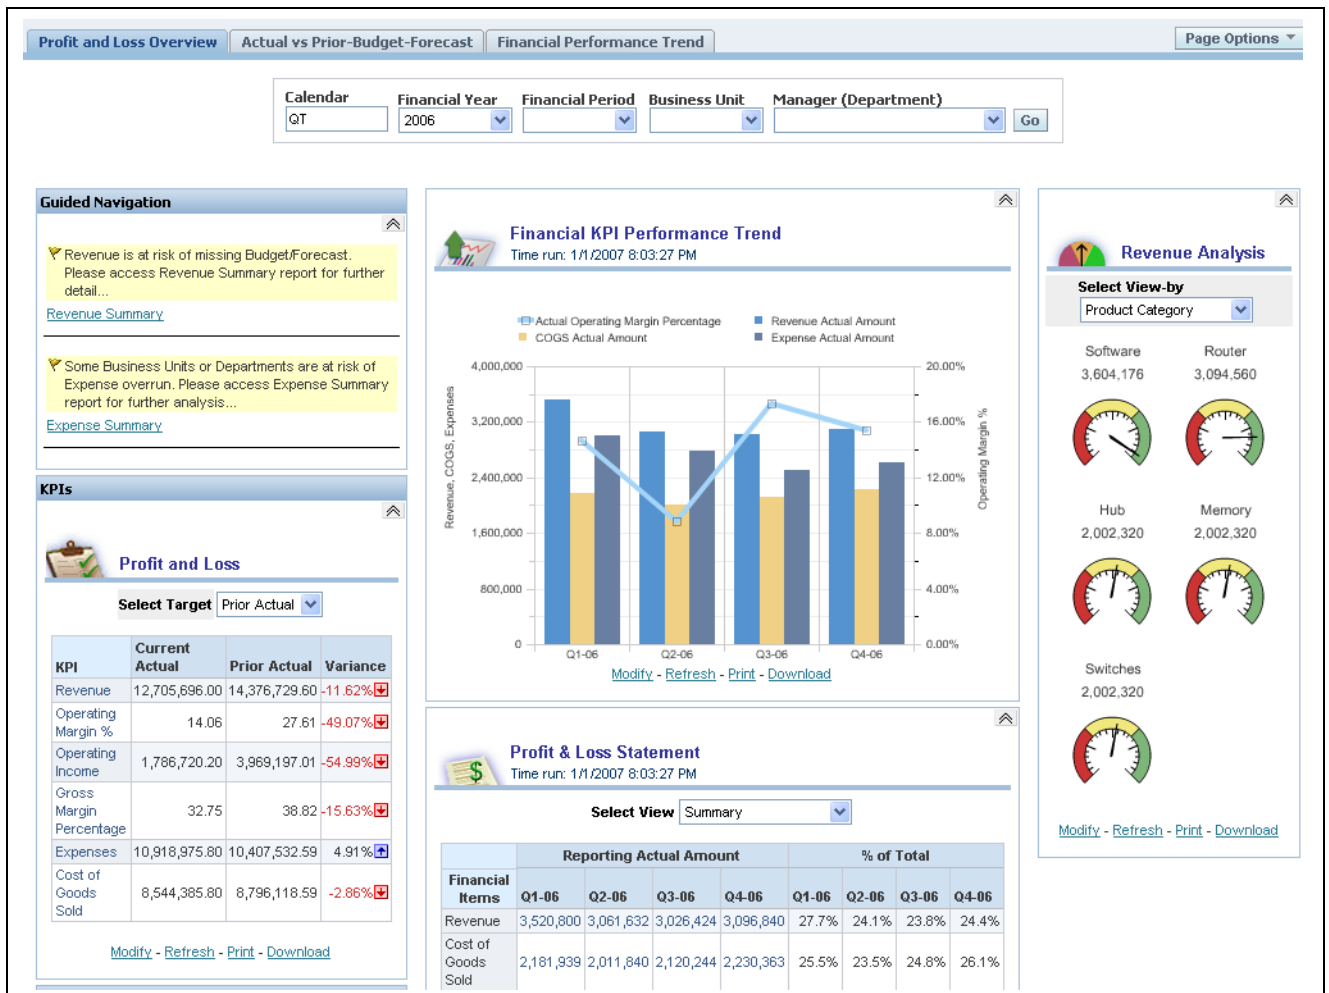 Profit and Loss Overview
Actual vs Prior-Budget-Forecast
Financial Performance Trend
Page Options
Calendar
Financial Year
Financial Period
Business Unit
Manager (Department)
QT
2006
Go
Guided Navigation
Revenue is at risk of missing Budget/Forecast.
Please access Revenue Summary report for further
detail...
Revenue Summary
Some Business Units or Departments are at risk of
Expense overrun. Please access Expense Summary
report for further analysis...
Expense Summary
KPIs
Profit and Loss
Select Target Prior Actual
KPI Current Actual Prior Actual Variance
Revenue 12,705,696.00 14,376,729.60 -11.62%
Operating Margin % 14.06 27.61 -49.07%
Operating Income 1,786,720.20 3,969,197.01 -54.99%
Gross Margin Percentage 32.75 38.82 -15.63%
Expenses 10,918,975.80 10,407,532.59 4.91%
Cost of Goods Sold 8,544,385.80 8,796,118.59 -2.86%
Modify - Refresh - Print - Download
Financial KPI Performance Trend
Time run: 1/1/2007 8:03:27 PM
Actual Operating Margin Percentage
Revenue Actual Amount
COGS Actual Amount
Expense Actual Amount
Revenue, COGS, Expenses
4,000,000
3,200,000
2,400,000
1,600,000
800,000
0
20.00%
16.00%
12.00%
8.00%
4.00%
0.00%
Operating Margin %
Q1-06 Q2-06 Q3-06 Q4-06
Modify - Refresh - Print - Download
Profit & Loss Statement
Time run: 1/1/2007 8:03:27 PM
Select View Summary
Reporting Actual Amount % of Total
Financial Items Q1-06 Q2-06 Q3-06 Q4-06 Q1-06 Q2-06 Q3-06 Q4-06
Revenue 3,520,800 3,061,632 3,026,424 3,096,840 27.7% 24.1% 23.8% 24.4%
Cost of Goods Sold 2,181,939 2,011,840 2,120,244 2,230,363 25.5% 23.5% 24.8% 26.1%
Revenue Analysis
Select View-by
Product Category
Software Router
3,604,176 3,094,560
Hub Memory
2,002,320 2,002,320
Switches
2,002,320
Modify - Refresh - Print - Download